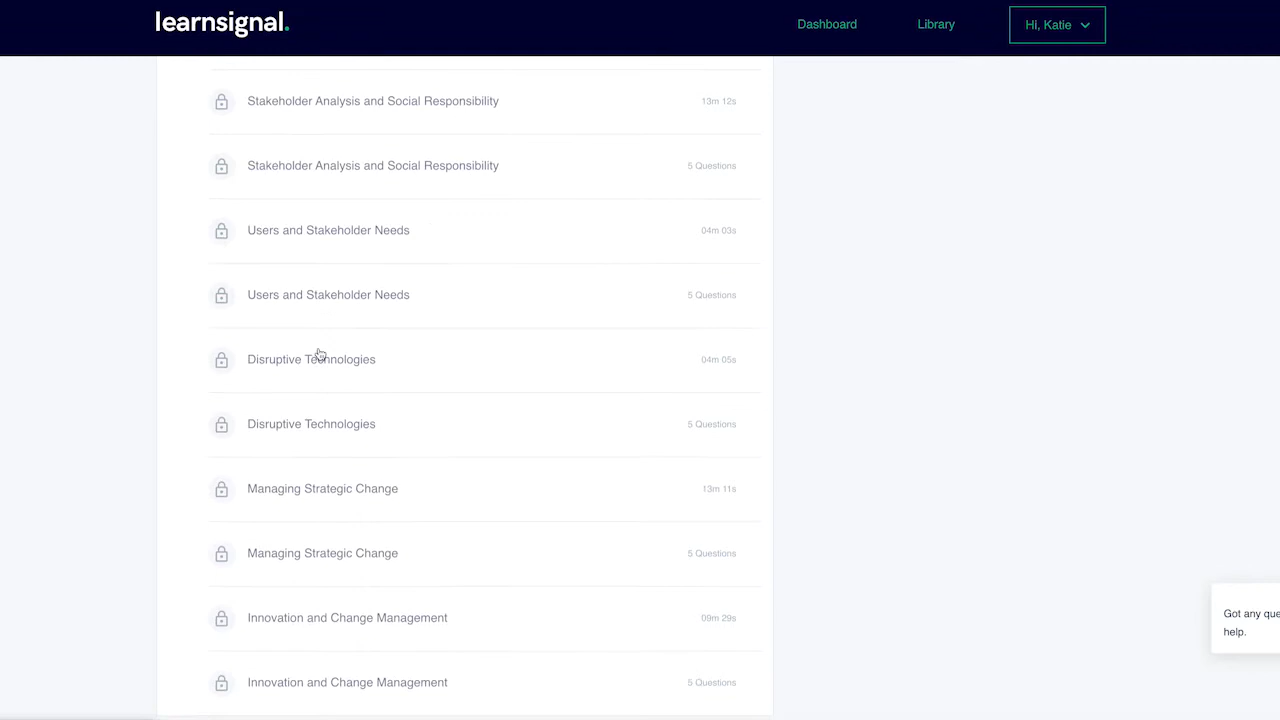 learnsignal.
Dashboard
Library
Hi, Katie
Stakeholder Analysis and Social Responsibility
13m 12s
Stakeholder Analysis and Social Responsibility
5 Questions
Users and Stakeholder Needs
04m 03s
Users and Stakeholder Needs
5 Questions
Disruptive Technologies
04m 05s
Disruptive Technologies
5 Questions
Managing Strategic Change
13m 11s
Managing Strategic Change
5 Questions
Innovation and Change Management
09m 29s
Innovation and Change Management
5 Questions
Got any que
help.